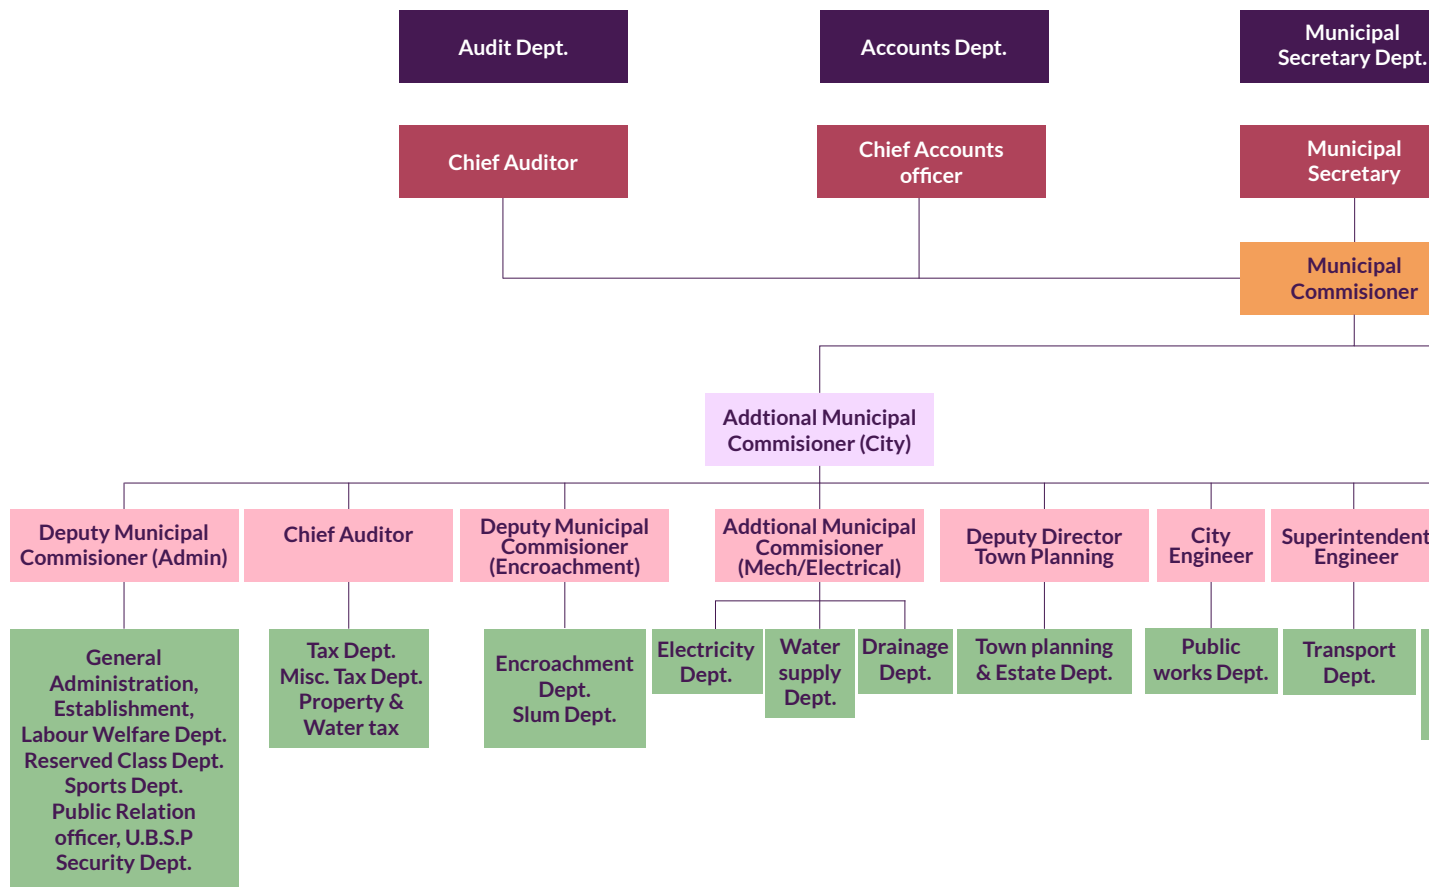 Audit Dept.
Accounts Dept.
Municipal
Secretary Dept.
Chief Auditor
Chief Accounts
officer
Municipal
Secretary
Municipal
Commisioner
Addtional Municipal
Commisioner (City)
Deputy Municipal
Commisioner (Admin)
Chief Auditor
Deputy Municipal
Commisioner
(Encroachment)
Addtional Municipal
Commisioner
(Mech/Electrical)
Deputy Director
Town Planning
City
Engineer
Superintendent
Engineer
General
Administration,
Establishment,
Labour Welfare Dept.
Reserved Class Dept.
Sports Dept.
Public Relation
officer, U.B.S.P
Security Dept.
Tax Dept.
Misc. Tax Dept.
Property &
Water tax
Encroachment
Dept.
Slum Dept.
Electricity
Dept.
Water
supply
Dept.
Drainage
Dept.
Town planning
& Estate Dept.
Public
works Dept.
Transport
Dept.